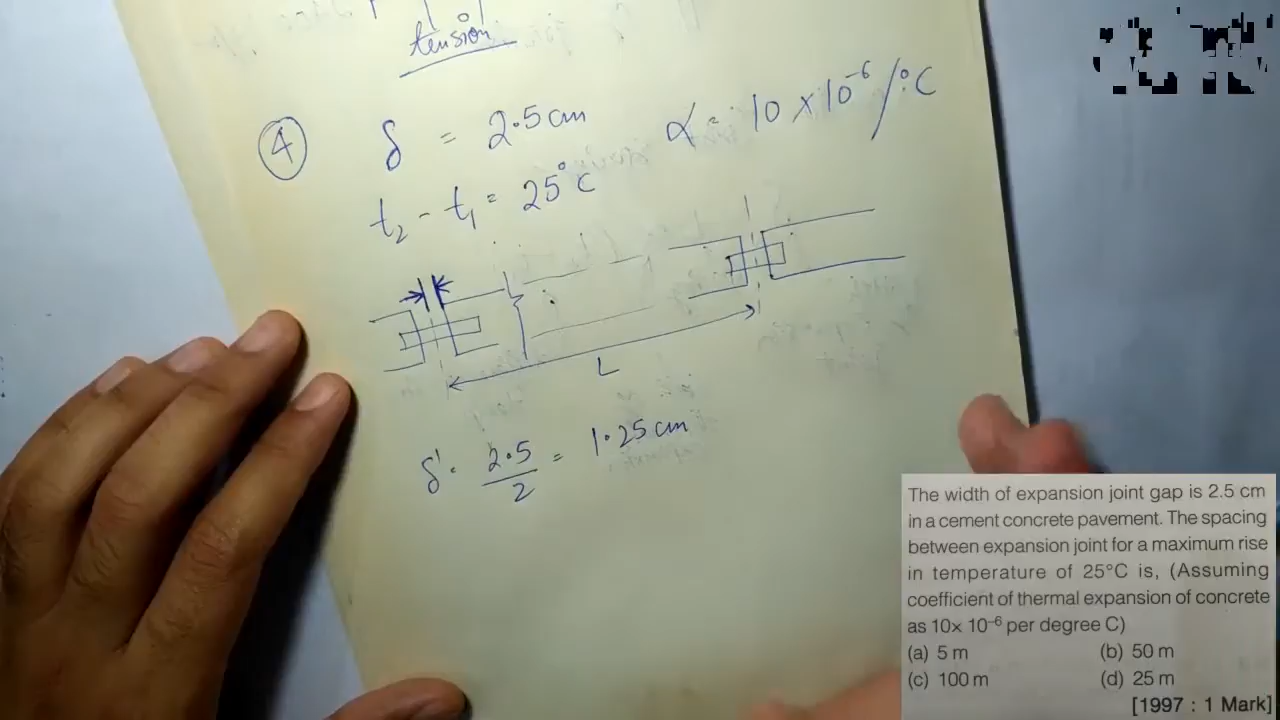 tension
④ δ = 2.5 cm α = 10 × 10⁻⁶ /°C
t₂ - t₁ = 25°C
L
δ' = 2.5/2 = 1.25 cm
The width of expansion joint gap is 2.5 cm
in a cement concrete pavement. The spacing
between expansion joint for a maximum rise
in temperature of 25°C is, (Assuming
coefficient of thermal expansion of concrete
as 10× 10⁻⁶ per degree C)
(a) 5 m (b) 50 m
(c) 100 m (d) 25 m
[1997 : 1 Mark]